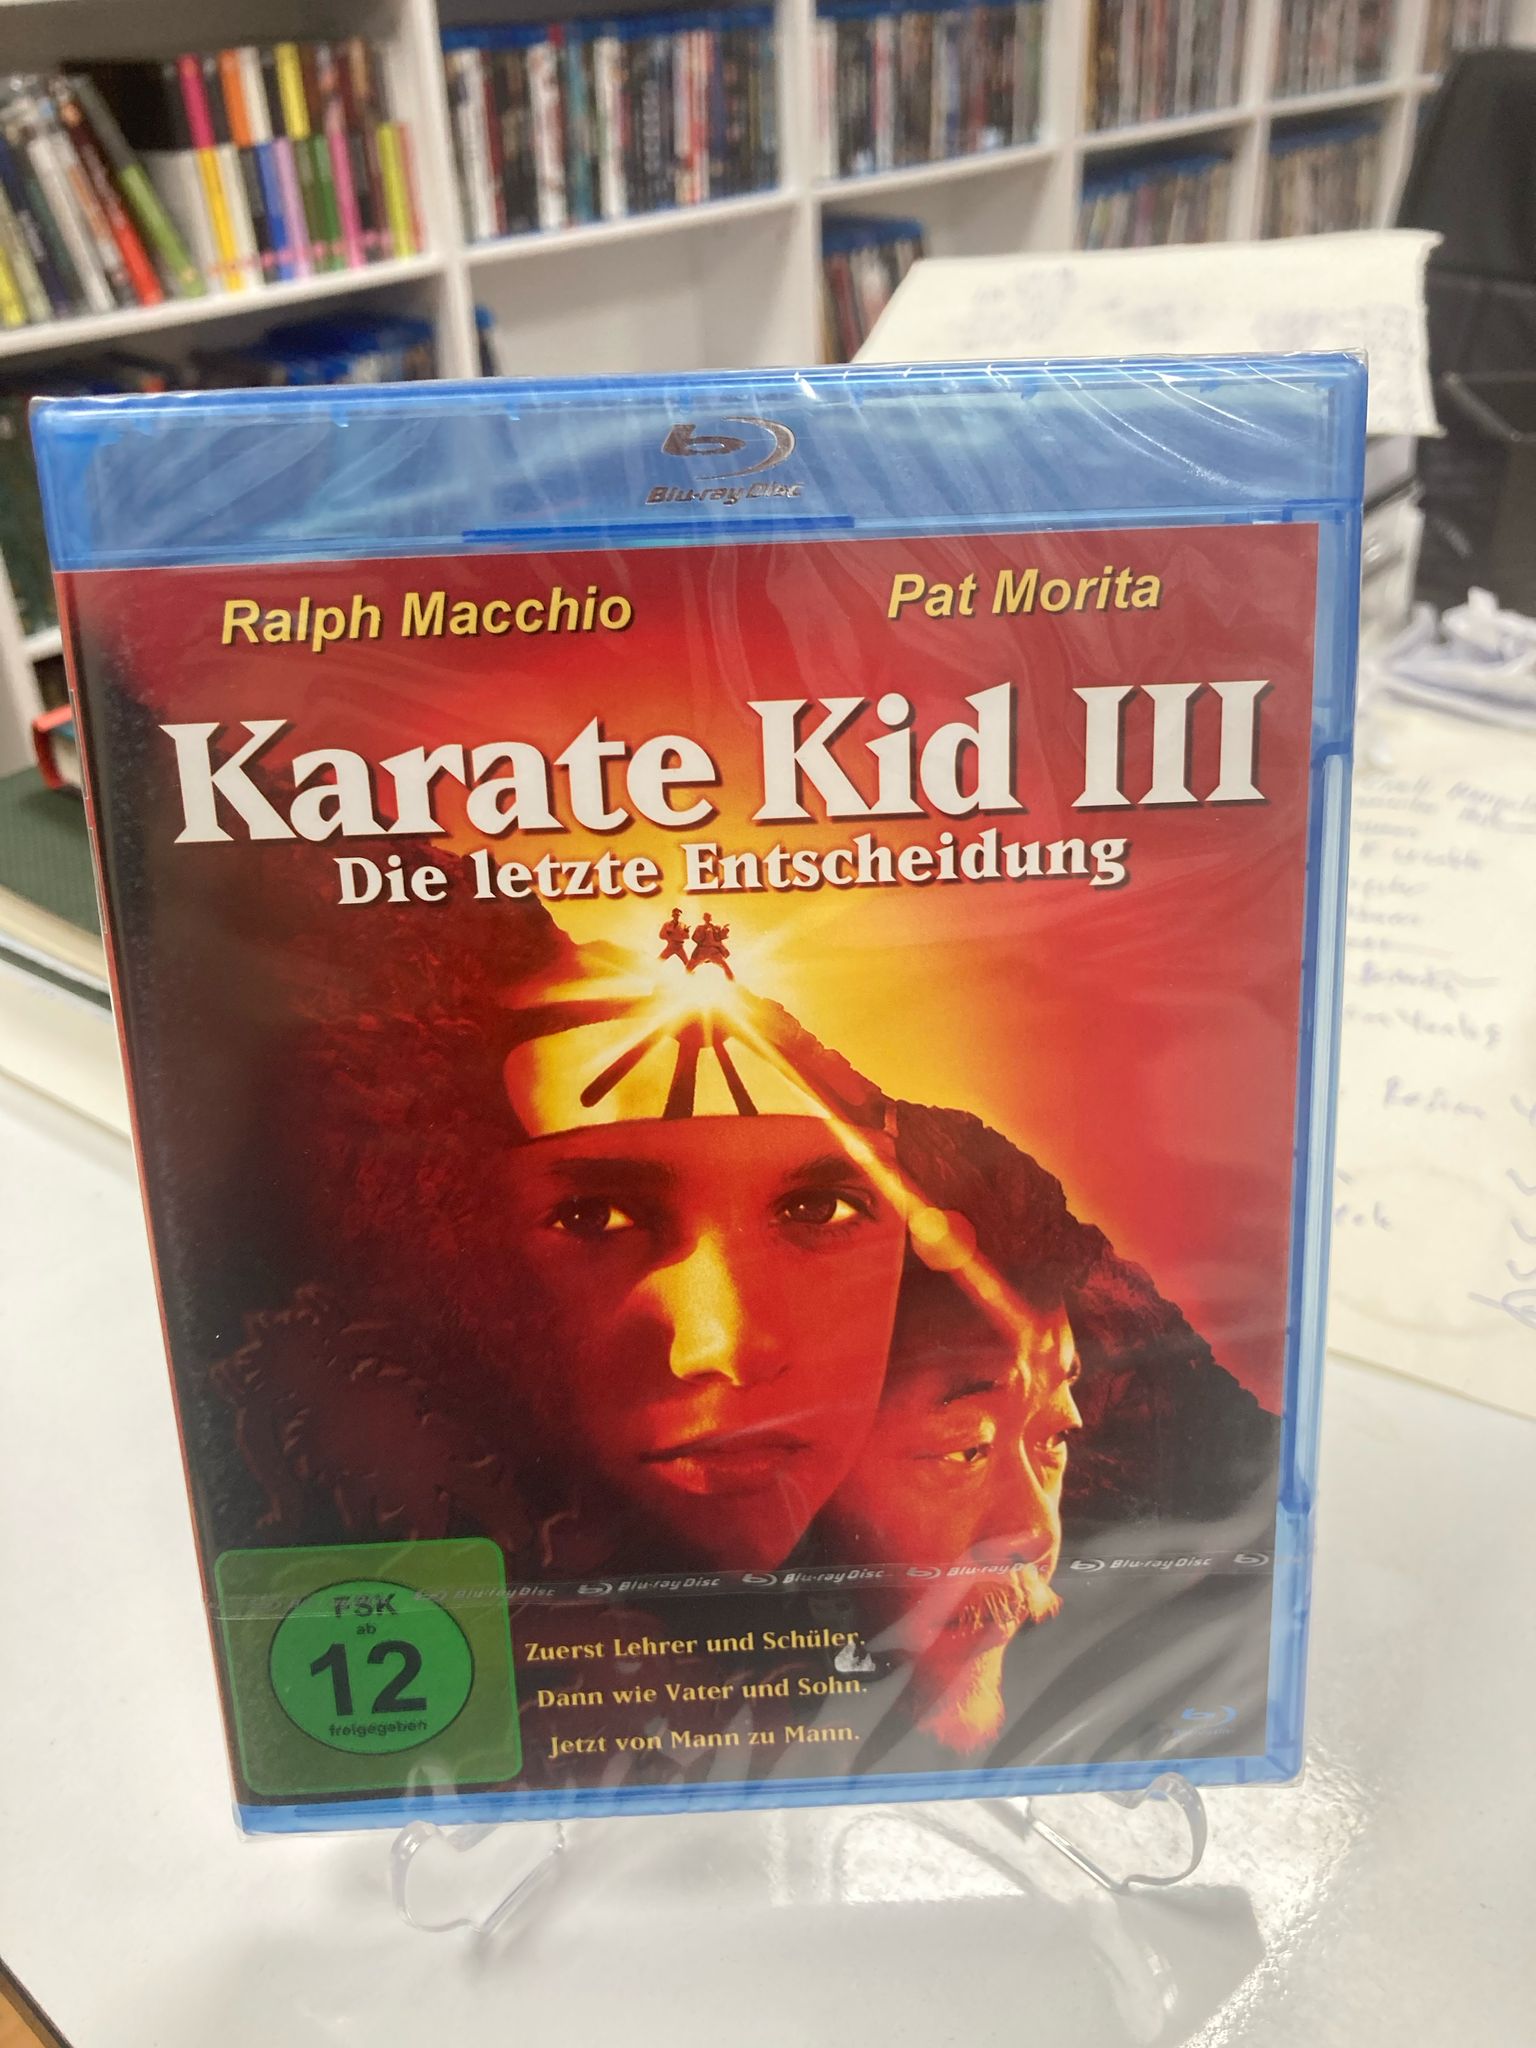 Blu-ray Disc
Ralph Macchio
Pat Morita
Karate Kid III
Die letzte Entscheidung
Blu-ray Disc Blu-ray Disc Blu-ray Disc Blu-ray Disc Blu-ray Disc
FSK
ab
12
freigegeben
Zuerst Lehrer und Schüler.
Dann wie Vater und Sohn.
Jetzt von Mann zu Mann.